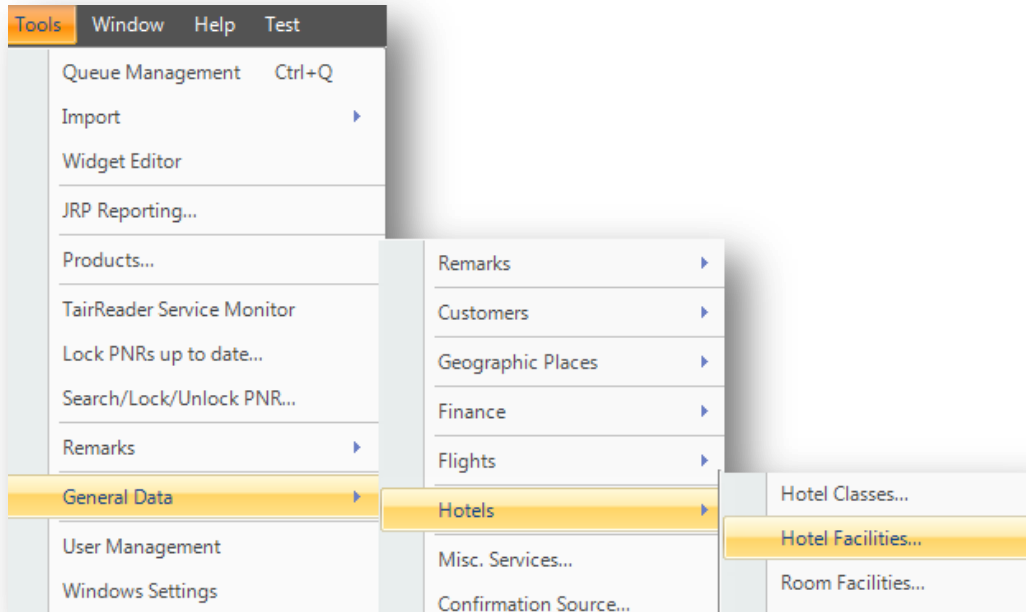 Tools Window Help Test
Queue Management Ctrl+Q
Import
Widget Editor
JRP Reporting...
Products...
TairReader Service Monitor
Lock PNRs up to date...
Search/Lock/Unlock PNR...
Remarks
General Data
User Management
Windows Settings
Remarks
Customers
Geographic Places
Finance
Flights
Hotels
Misc. Services...
Confirmation Source...
Hotel Classes...
Hotel Facilities...
Room Facilities...